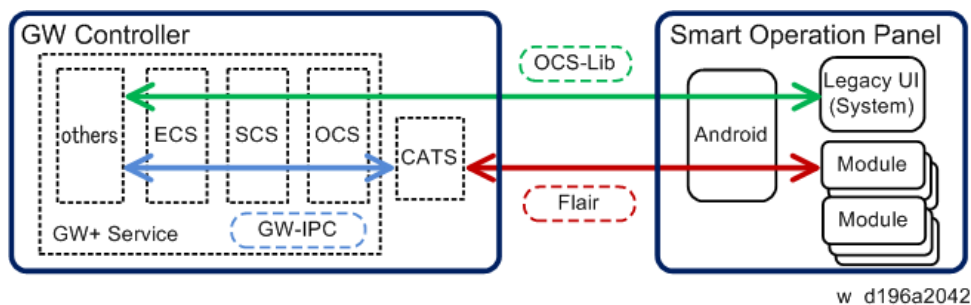 GW Controller
Smart Operation Panel
OCS-Lib
Legacy UI
(System)
others
ECS
SCS
OCS
CATS
Android
Module
Flair
Module
GW+ Service
GW-IPC
w_d196a2042